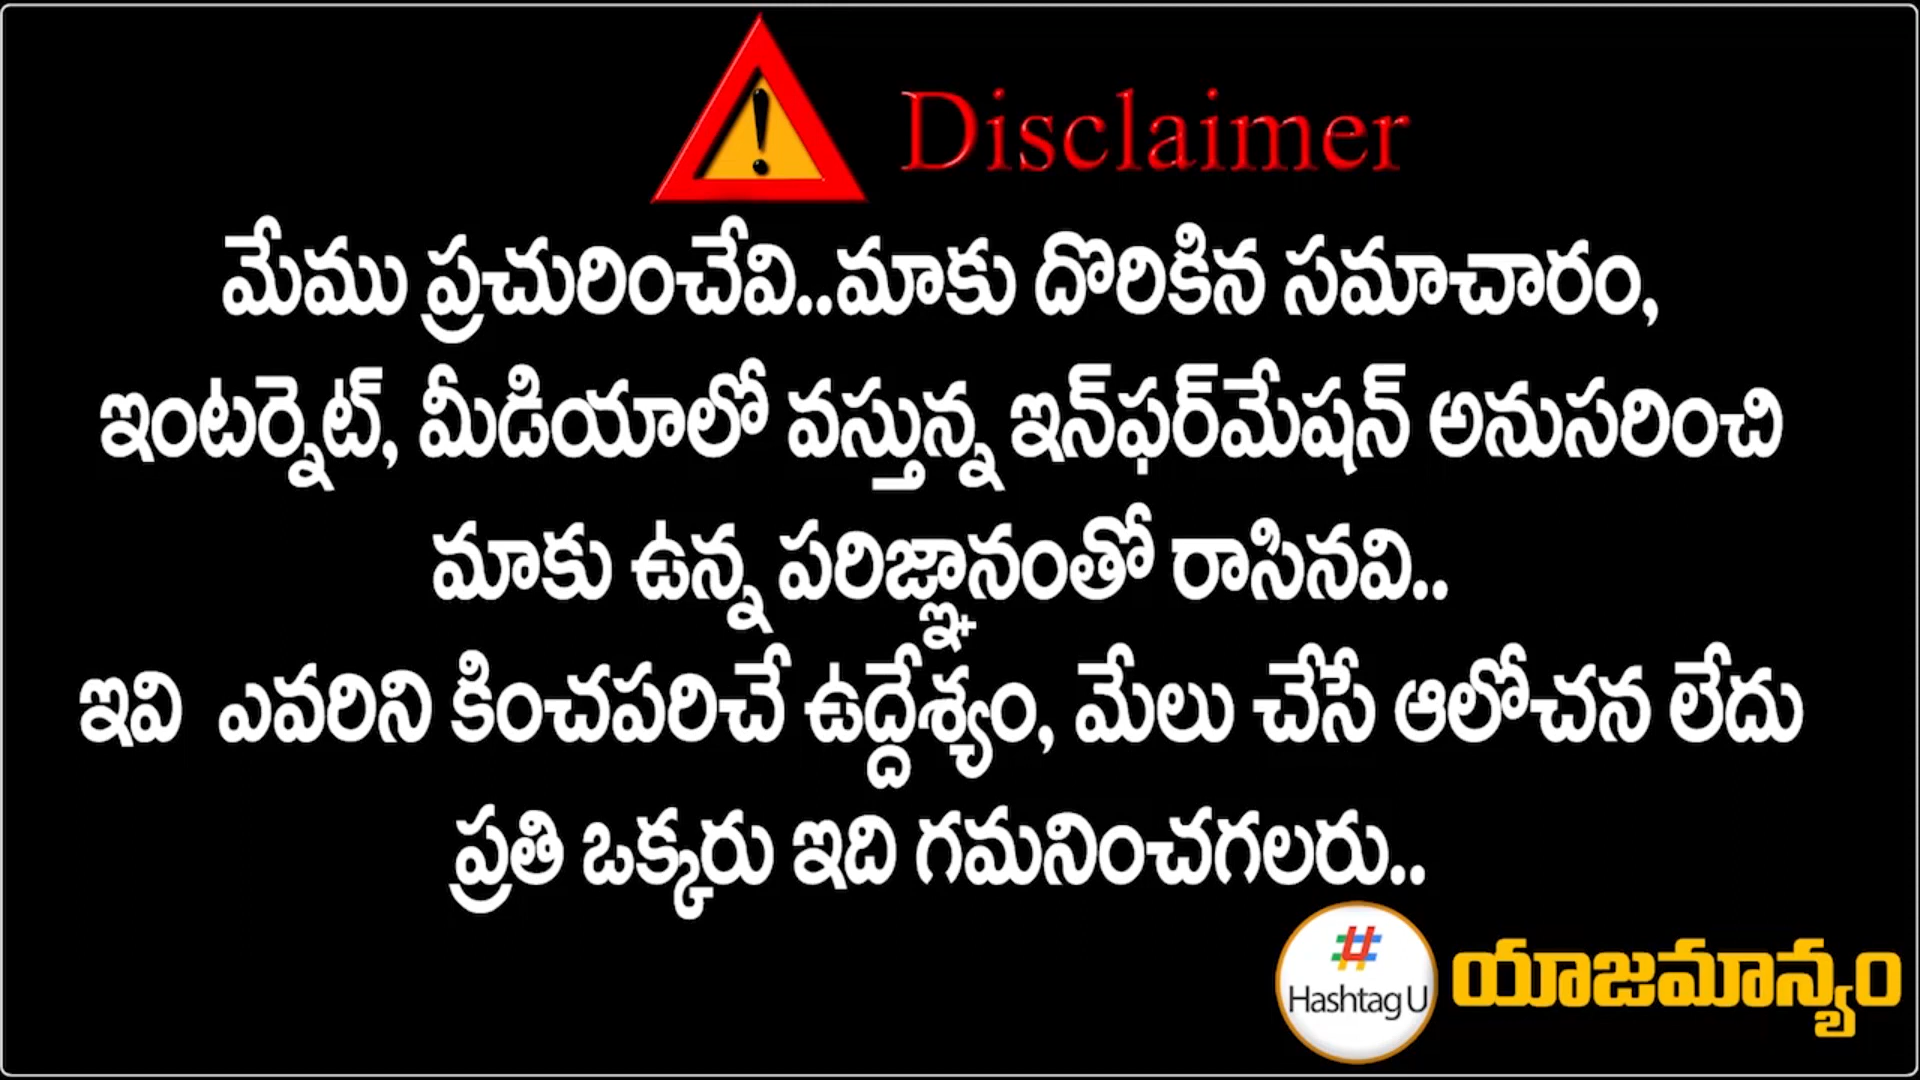 Disclaimer
మేము ప్రచురించేవి..మాకు దొరికిన సమాచారం,
ఇంటర్నెట్, మీడియాలో వస్తున్న ఇన్‌ఫర్‌మేషన్ అనుసరించి
మాకు ఉన్న పరిజ్ఞానంతో రాసినవి..
ఇవి ఎవరిని కించపరిచే ఉద్దేశ్యం, మేలు చేసే ఆలోచన లేదు
ప్రతి ఒక్కరు ఇది గమనించగలరు..
# Hashtag U
యాజమాన్యం